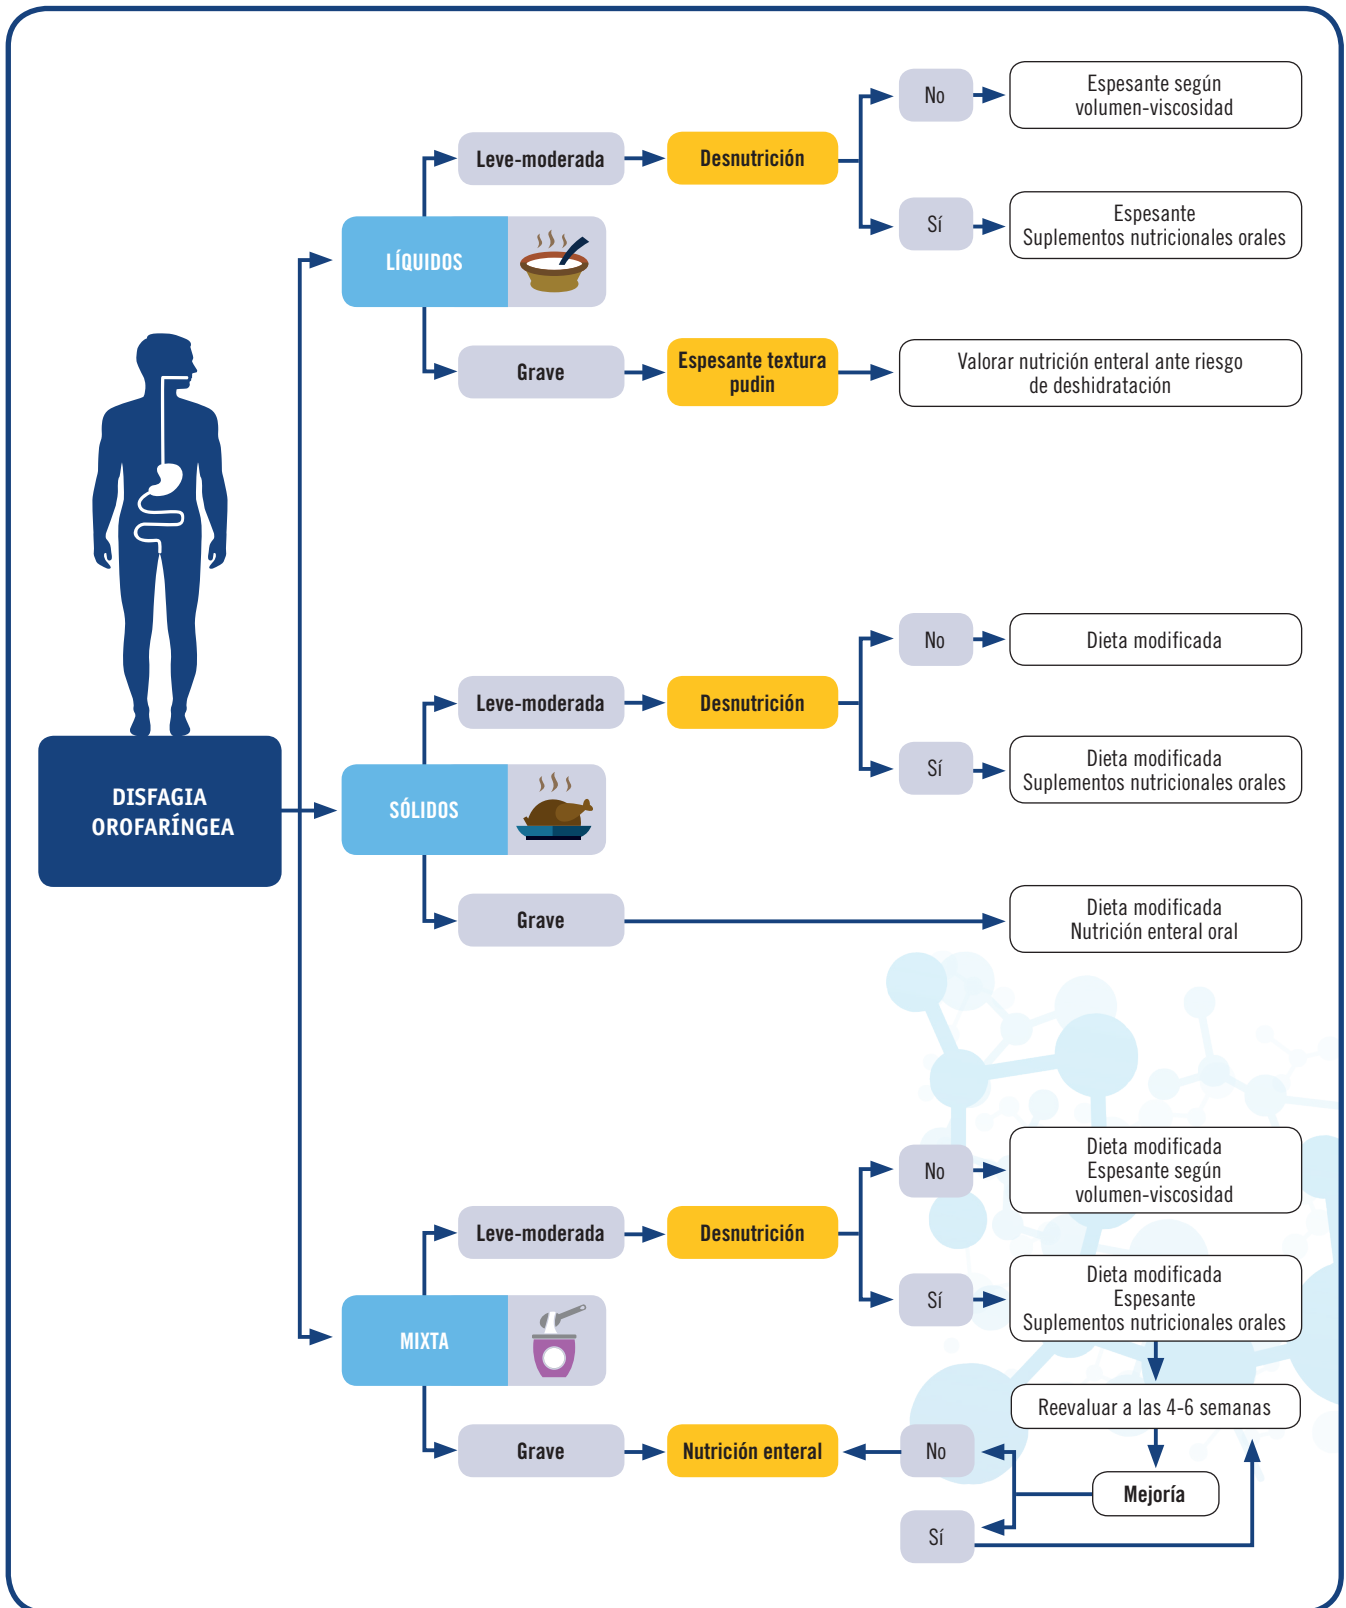 No
Espesante según
volumen-viscosidad
Leve-moderada
Desnutrición
Sí
Espesante
Suplementos nutricionales orales
LÍQUIDOS
Grave
Espesante textura
pudin
Valorar nutrición enteral ante riesgo
de deshidratación
DISFAGIA
OROFARÍNGEA
No
Dieta modificada
Leve-moderada
Desnutrición
Sí
Dieta modificada
Suplementos nutricionales orales
SÓLIDOS
Grave
Dieta modificada
Nutrición enteral oral
No
Dieta modificada
Espesante según
volumen-viscosidad
Leve-moderada
Desnutrición
Sí
Dieta modificada
Espesante
Suplementos nutricionales orales
MIXTA
Reevaluar a las 4-6 semanas
Grave
Nutrición enteral
No
Mejoría
Sí